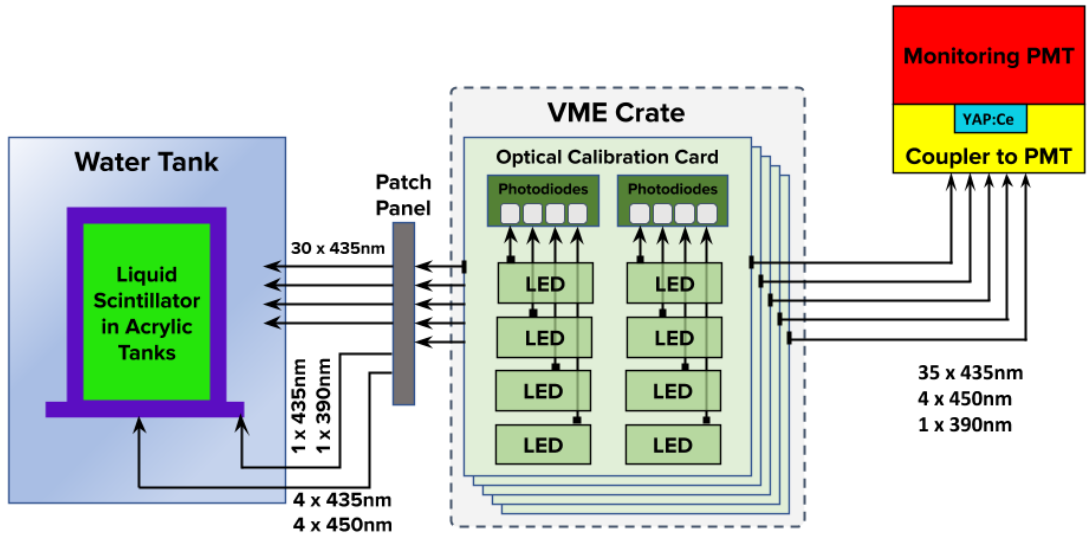 Monitoring PMT
YAP:Ce
Coupler to PMT
VME Crate
Optical Calibration Card
Photodiodes
Photodiodes
LED
LED
LED
LED
LED
LED
LED
LED
Water Tank
Patch
Panel
30 x 435nm
Liquid
Scintillator
in Acrylic
Tanks
1 x 435nm
1 x 390nm
4 x 435nm
4 x 450nm
35 x 435nm
4 x 450nm
1 x 390nm